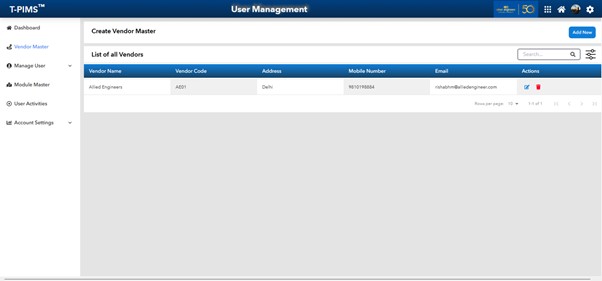 T-PIMS™
User Management
50
Dashboard
Vendor Master
Manage User
Module Master
User Activities
Account Settings
Create Vendor Master
Add New
List of all Vendors
Search...
Vendor Name Vendor Code Address Mobile Number Email Actions
Allied Engineers AE01 Delhi 9810198884 rishabhm@alliedengineer.com
Rows per page: 10 1-1 of 1